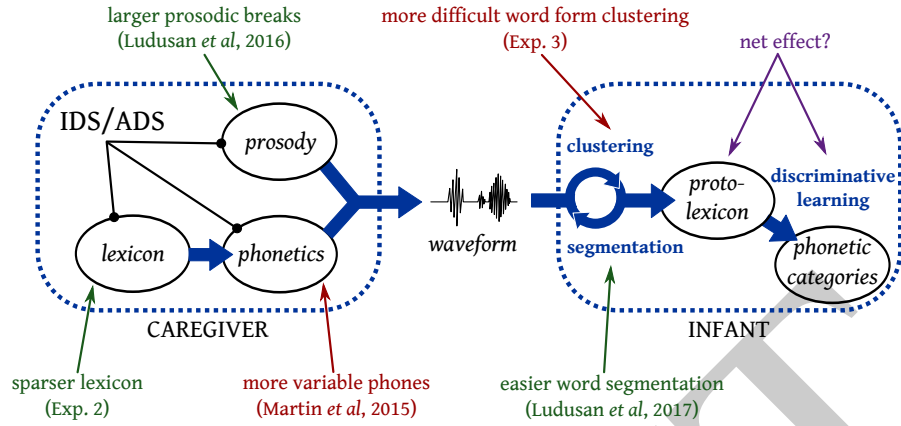 larger prosodic breaks
(Ludusan et al, 2016)
more difficult word form clustering
(Exp. 3)
net effect?
IDS/ADS
prosody
lexicon
phonetics
CAREGIVER
waveform
clustering
segmentation
proto-
lexicon
discriminative
learning
phonetic
categories
INFANT
sparser lexicon
(Exp. 2)
more variable phones
(Martin et al, 2015)
easier word segmentation
(Ludusan et al, 2017)
T